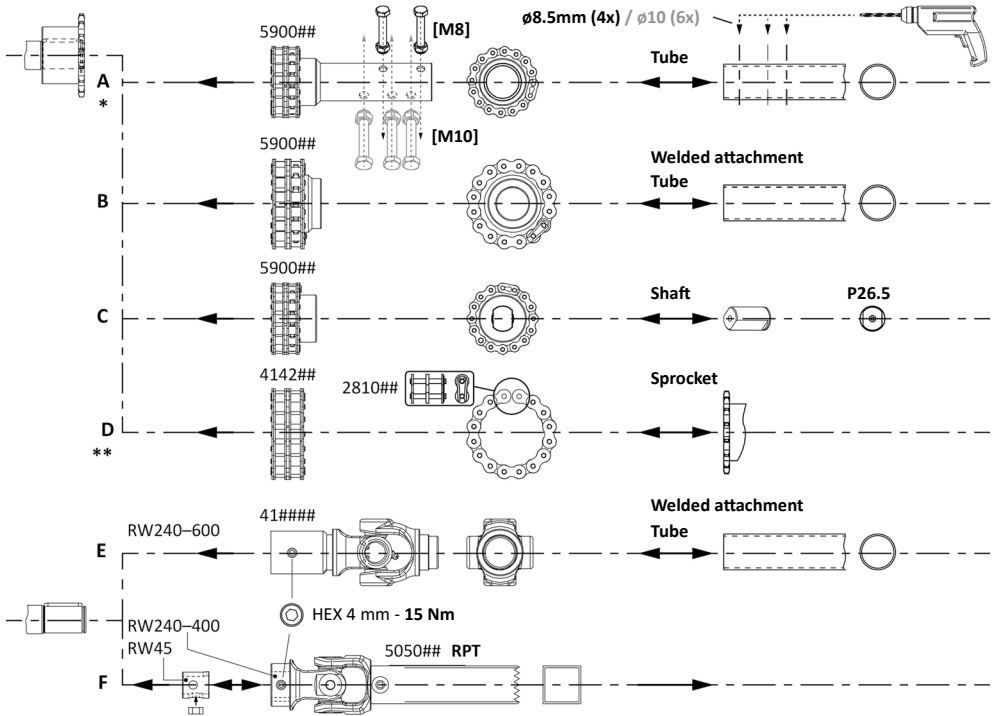 5900##
[M8]
ø8.5mm (4x) / ø10 (6x)
A
*
Tube
[M10]
5900##
Welded attachment
Tube
B
5900##
C
Shaft
P26.5
4142##
2810##
Sprocket
D
**
Welded attachment
Tube
RW240–600
41####
E
HEX 4 mm - 15 Nm
RW240–400
RW45
5050## RPT
F